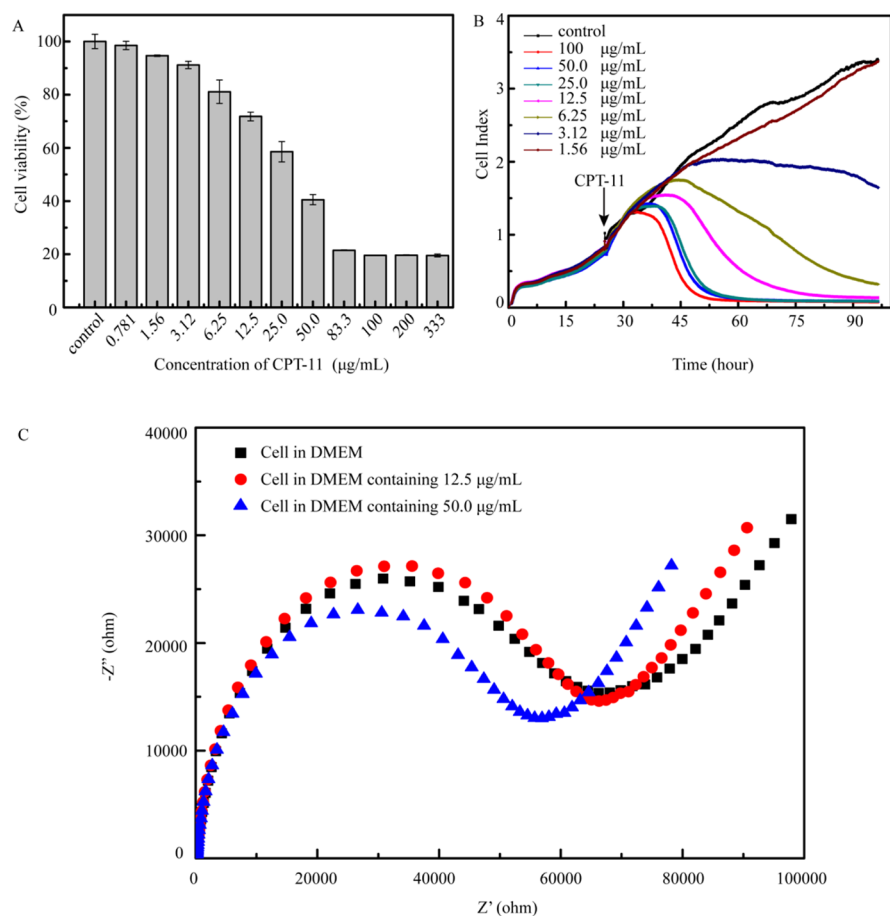 A
Cell viability (%)
100
80
60
40
20
0
control
0.781
1.56
3.12
6.25
12.5
25.0
50.0
83.3
100
200
333
Concentration of CPT-11 (μg/mL)
B
Cell Index
4
3
2
1
0
control
100 μg/mL
50.0 μg/mL
25.0 μg/mL
12.5 μg/mL
6.25 μg/mL
3.12 μg/mL
1.56 μg/mL
CPT-11
0 15 30 45 60 75 90
Time (hour)
C
-Z” (ohm)
40000
30000
20000
10000
0
Cell in DMEM
Cell in DMEM containing 12.5 μg/mL
Cell in DMEM containing 50.0 μg/mL
0 20000 40000 60000 80000 100000
Z’ (ohm)